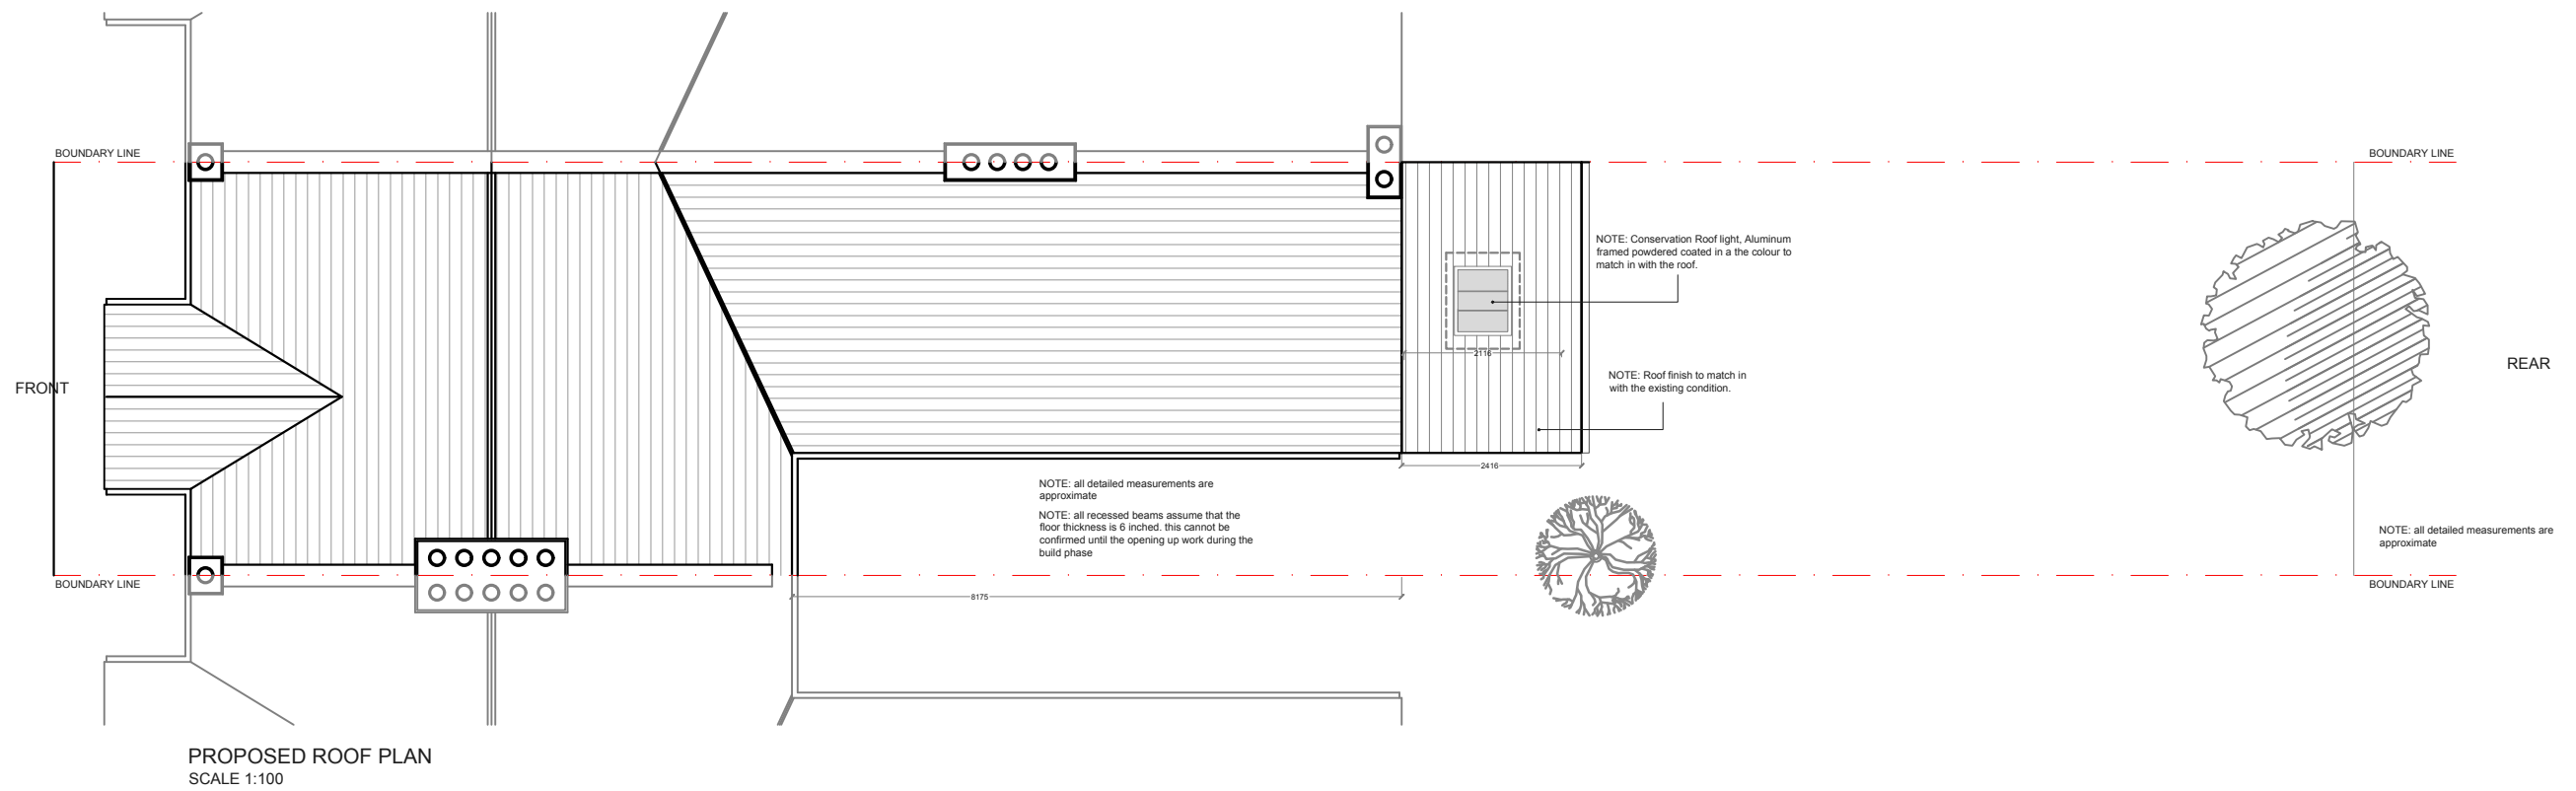 BOUNDARY LINE
BOUNDARY LINE
NOTE: Conservation Roof light, Aluminum
framed powdered coated in a the colour to
match in with the roof.
2116
FRONT
REAR
NOTE: Roof finish to match in
with the existing condition.
2416
NOTE: all detailed measurements are
approximate
NOTE: all recessed beams assume that the
floor thickness is 6 inched. this cannot be
confirmed until the opening up work during the
build phase
NOTE: all detailed measurements are
approximate
BOUNDARY LINE
BOUNDARY LINE
8175
PROPOSED ROOF PLAN
SCALE 1:100